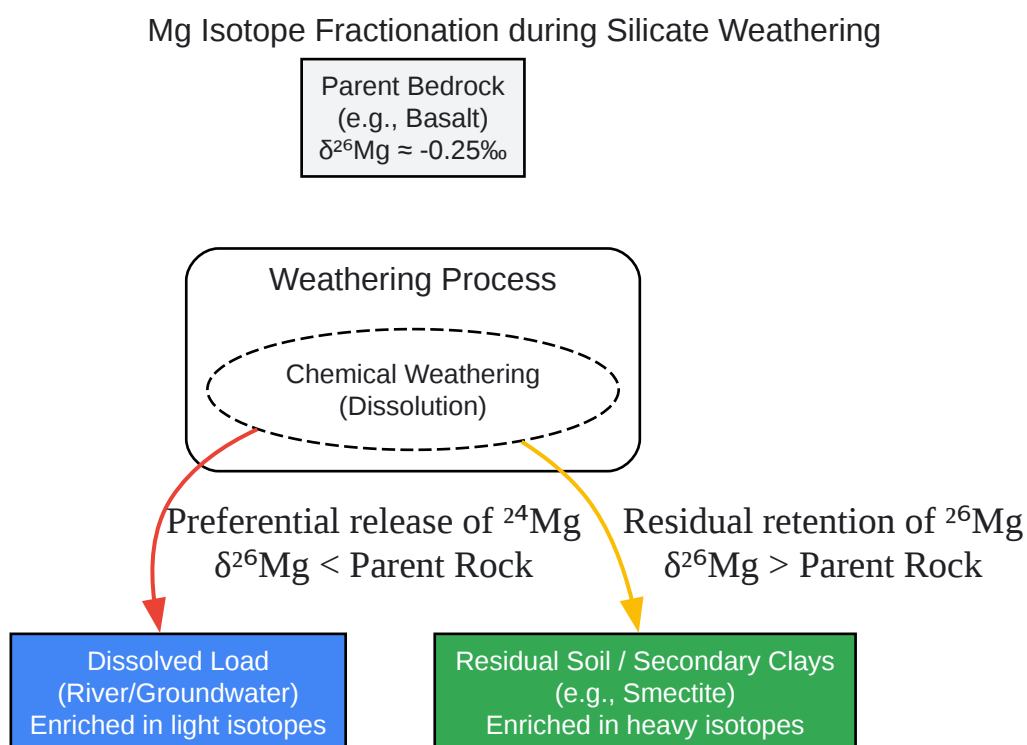 Mg Isotope Fractionation during Silicate Weathering
Parent Bedrock
(e.g., Basalt)
δ²⁶Mg ≈ -0.25‰
Weathering Process
Chemical Weathering
(Dissolution)
Preferential release of ²⁴Mg
δ²⁶Mg < Parent Rock
Residual retention of ²⁶Mg
δ²⁶Mg > Parent Rock
Dissolved Load
(River/Groundwater)
Enriched in light isotopes
Residual Soil / Secondary Clays
(e.g., Smectite)
Enriched in heavy isotopes